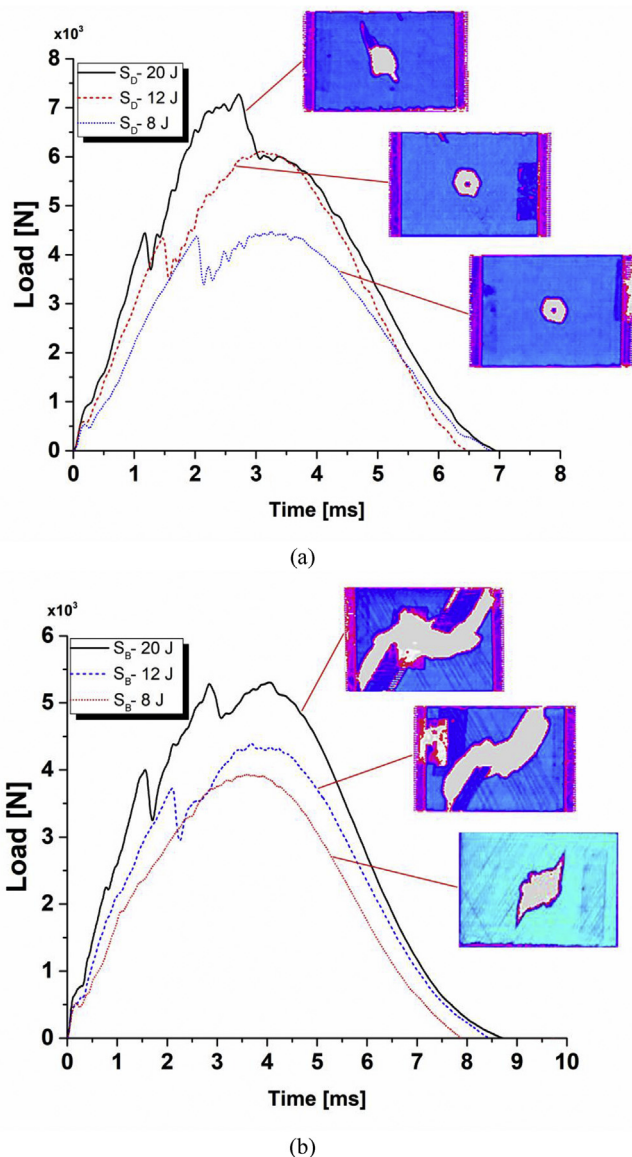 x10³
8
7
6
5
4
3
2
1
0
Load [N]
S_D- 20 J
S_D- 12 J
S_D- 8 J
0 1 2 3 4 5 6 7 8
Time [ms]
(a)
x10³
6
5
4
3
2
1
0
Load [N]
S_B- 20 J
S_B- 12 J
S_B- 8 J
0 1 2 3 4 5 6 7 8 9 10
Time [ms]
(b)